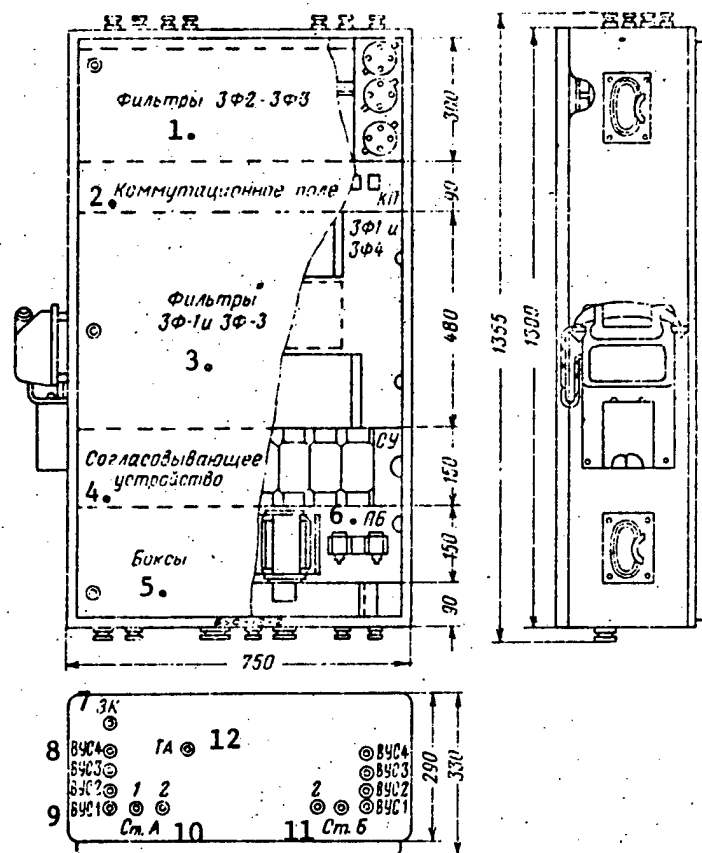 Фильтры ЗФ2-ЗФ3
1.
300
2. Коммутационное поле
КП
90
ЗФ1 и
ЗФ4
Фильтры
ЗФ-1 и ЗФ-3
3.
480
1355
1300
СУ
Согласовывающее
4. устройство
150
6. ПБ
Боксы
5.
150
90
750
7 ЗК
8 ВУС4 ТА 12 ВУС4
ВУС3 ВУС3
ВУС2 1 2 2 ВУС2
9 ВУС1 ВУС1
Ст. А 10 11 Ст. Б
290
330